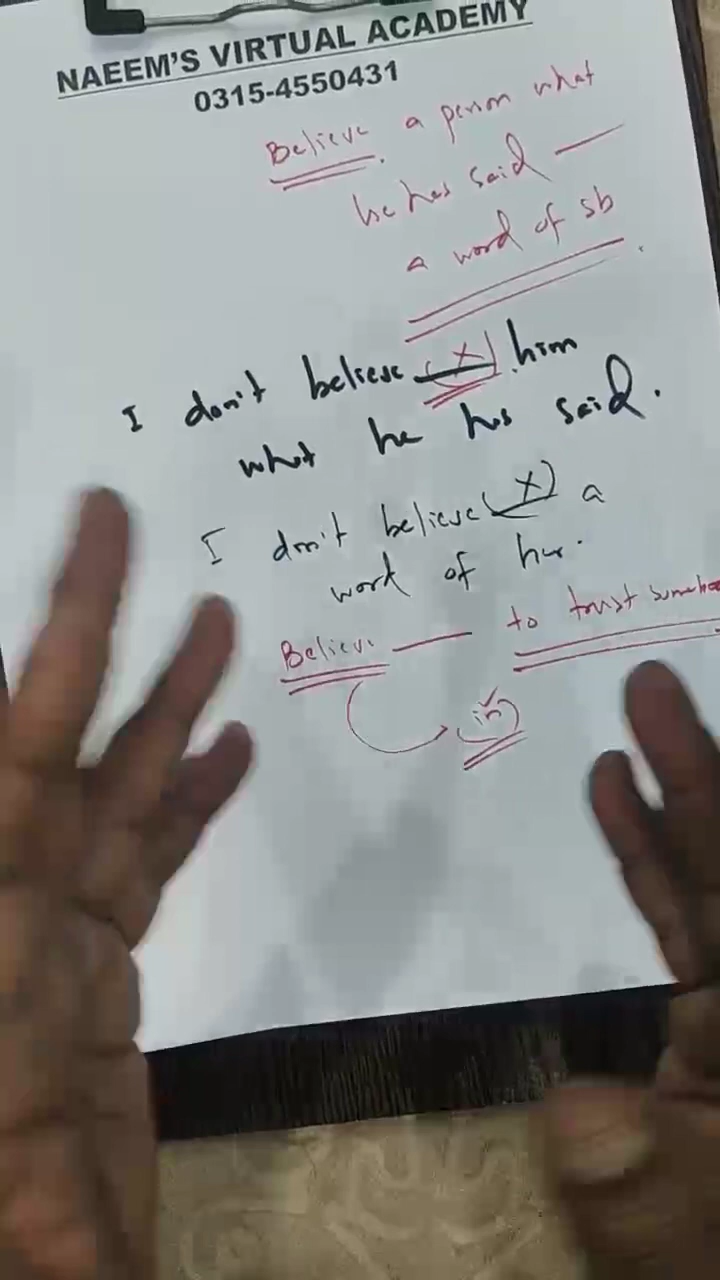 NAEEM'S VIRTUAL ACADEMY
0315-4550431
Believe. a person what
he has said —
a word of sb
I don't believe (X) him
what he has said.
I don't believe (X) a
word of her.
Believe — to trust
(in)